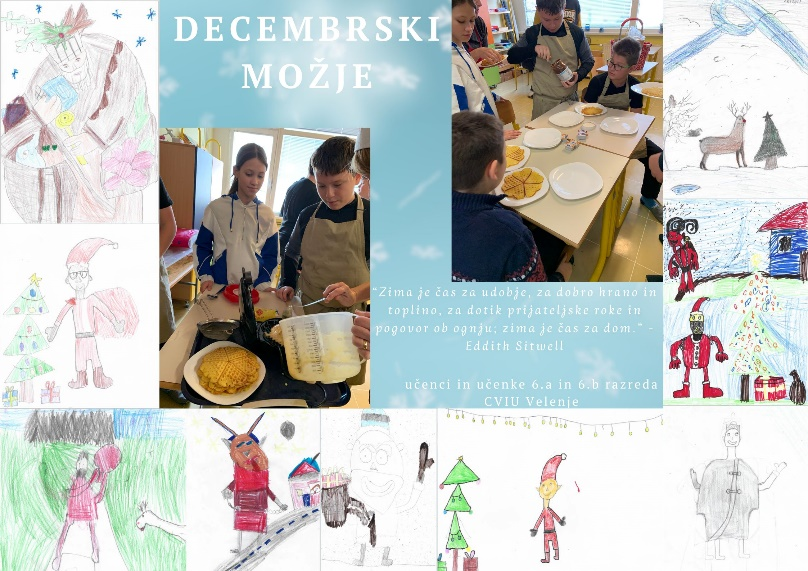 DECEMBRSKI
MOŽJE
"Zima je čas za udobje, za dobro hrano in
toplino, za dotik prijateljske roke in
pogovor ob ognju; zima je čas za dom." -
Eddith Sitwell
učenci in učenke 6.a in 6.b razreda
CVIU Velenje